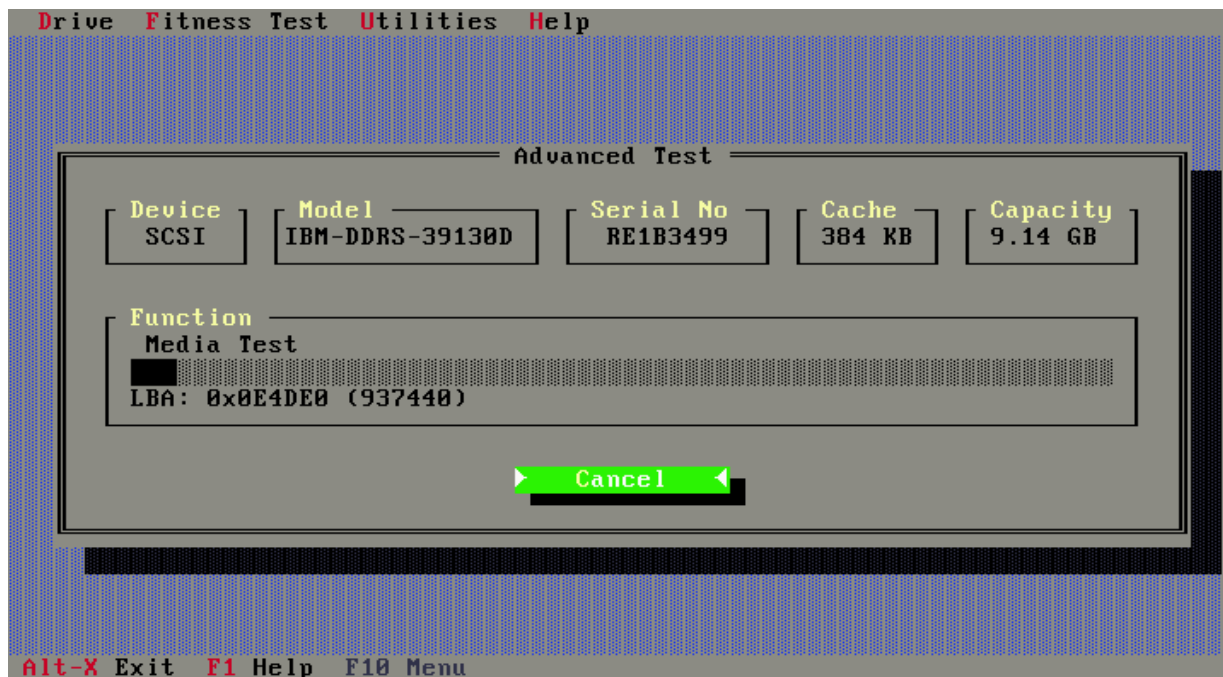 Drive Fitness Test Utilities Help
Advanced Test
Device Model Serial No Cache Capacity
SCSI IBM-DDRS-39130D RE1B3499 384 KB 9.14 GB
Function
Media Test
LBA: 0x0E4DE0 (937440)
Cancel
Alt-X Exit F1 Help F10 Menu